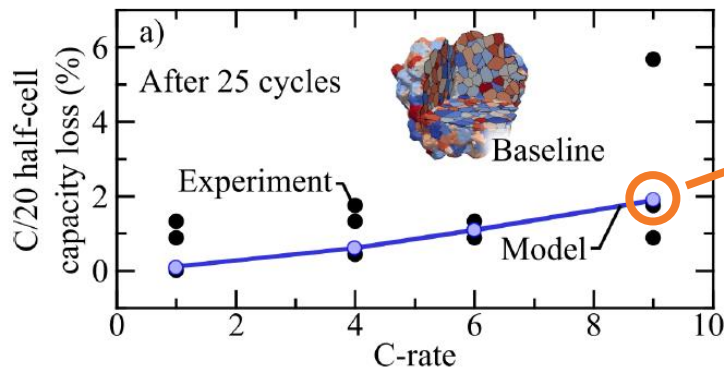 a)
After 25 cycles
Baseline
Experiment
Model
C/20 half-cell
capacity loss (%)
6
4
2
0
0 2 4 6 8 10
C-rate